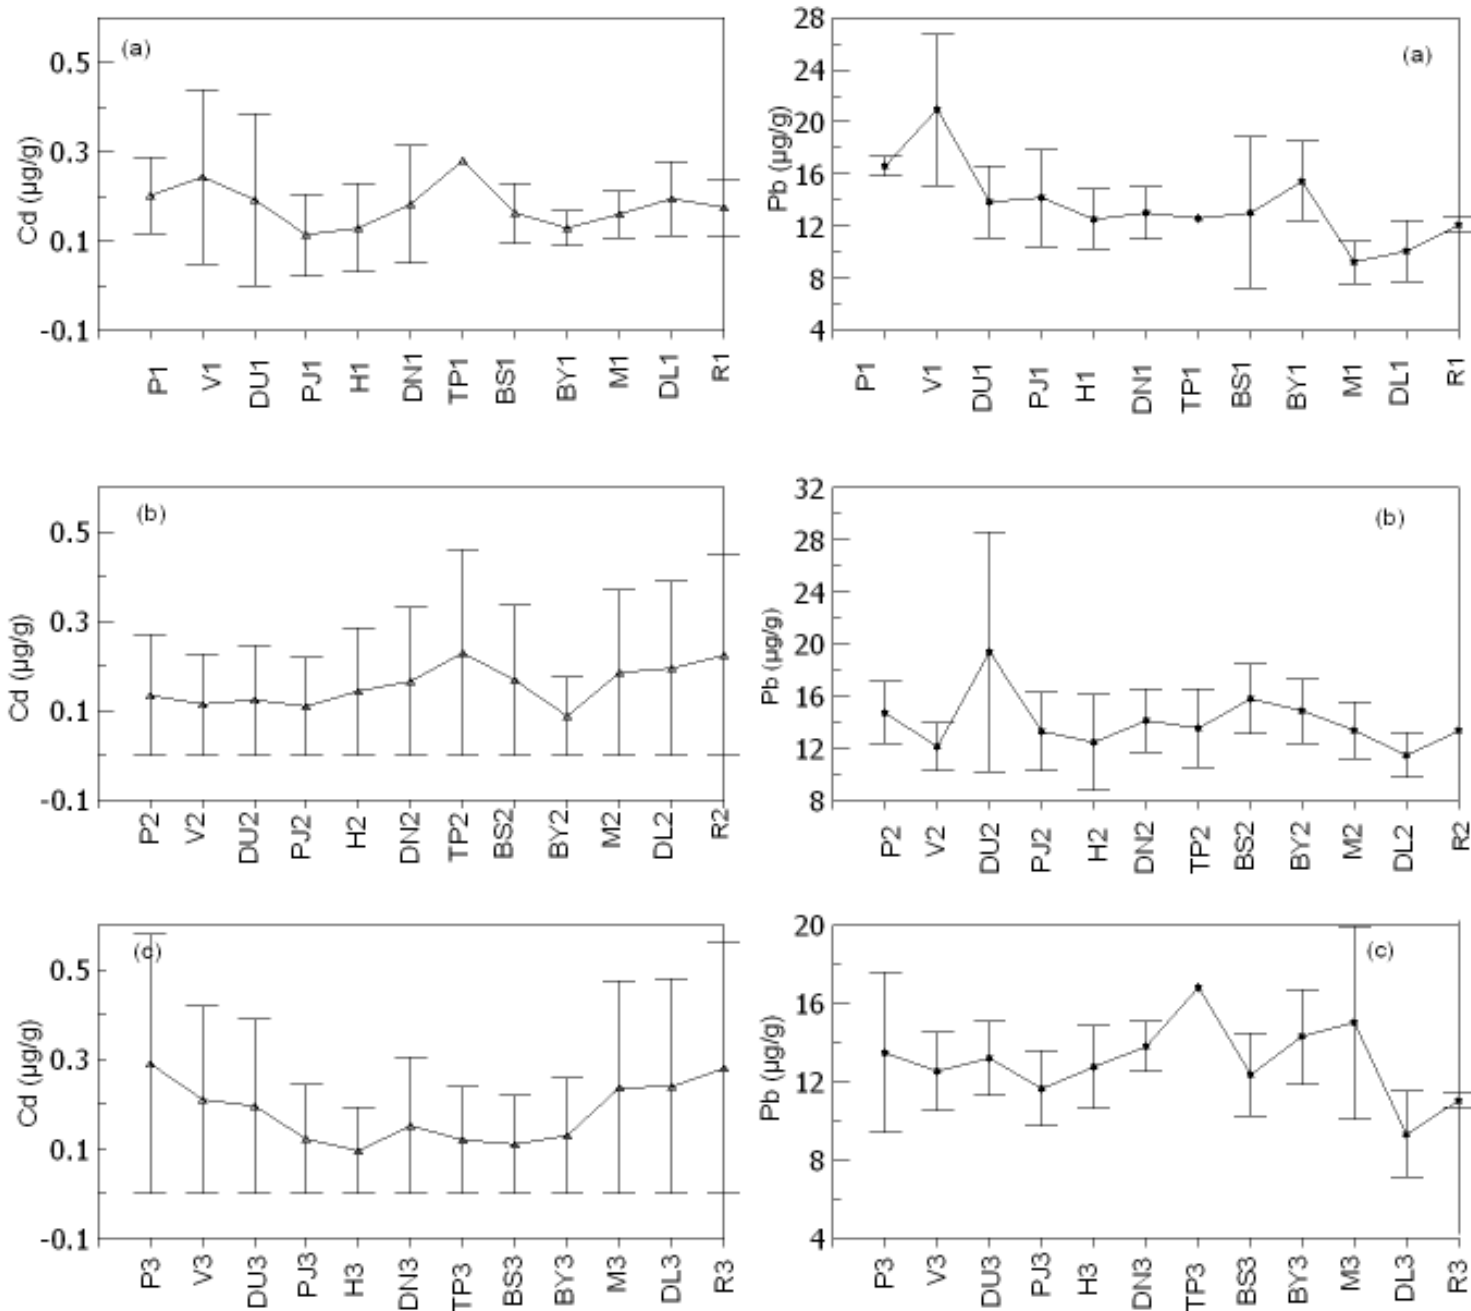 (a)
Cd (µg/g)
0.5
0.3
0.1
-0.1
P1 V1 DU1 PJ1 H1 DN1 TP1 BS1 BY1 M1 DL1 R1
(a)
Pb (µg/g)
28
24
20
16
12
8
4
P1 V1 DU1 PJ1 H1 DN1 TP1 BS1 BY1 M1 DL1 R1
(b)
Cd (µg/g)
0.5
0.3
0.1
-0.1
P2 V2 DU2 PJ2 H2 DN2 TP2 BS2 BY2 M2 DL2 R2
(b)
Pb (µg/g)
32
28
24
20
16
12
8
P2 V2 DU2 PJ2 H2 DN2 TP2 BS2 BY2 M2 DL2 R2
(c)
Cd (µg/g)
0.5
0.3
0.1
-0.1
P3 V3 DU3 PJ3 H3 DN3 TP3 BS3 BY3 M3 DL3 R3
(c)
Pb (µg/g)
20
16
12
8
4
P3 V3 DU3 PJ3 H3 DN3 TP3 BS3 BY3 M3 DL3 R3